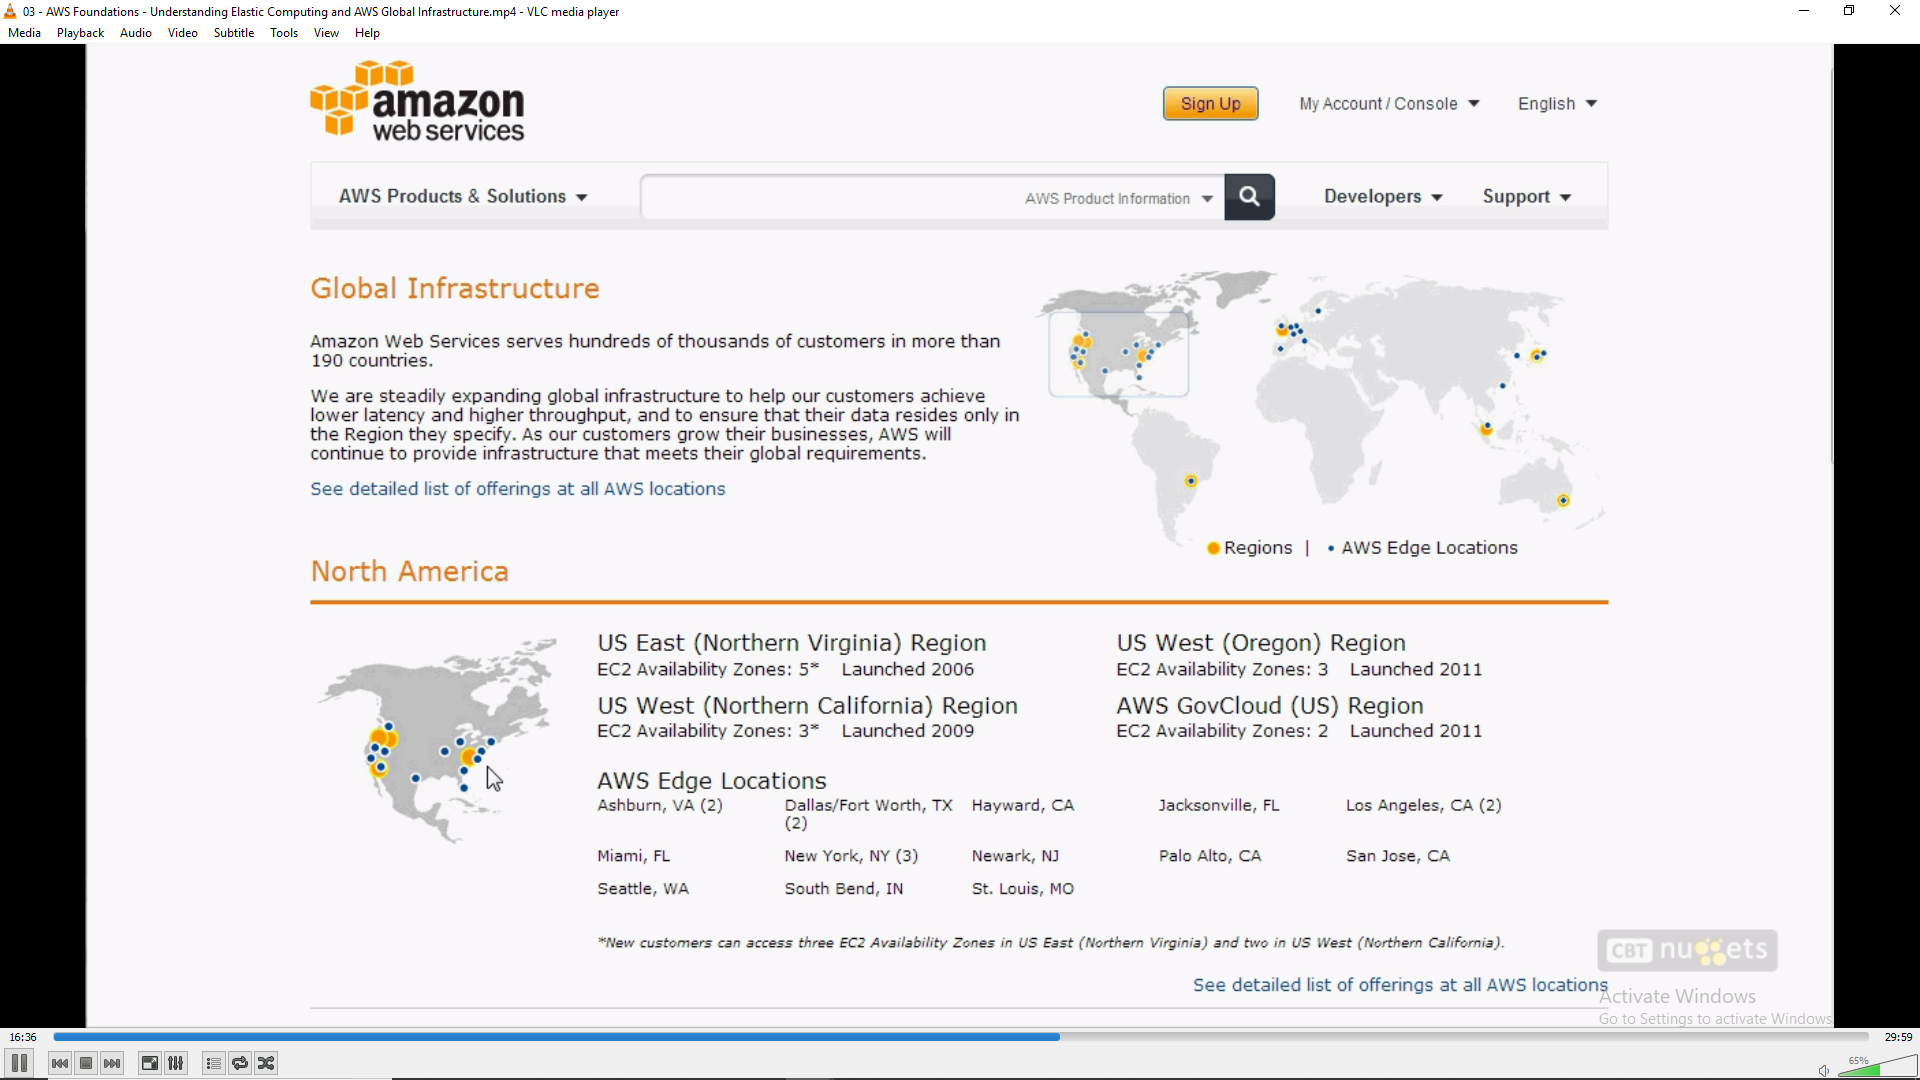 03 - AWS Foundations - Understanding Elastic Computing and AWS Global Infrastructure.mp4 - VLC media player
Media Playback Audio Video Subtitle Tools View Help
amazon
web services
Sign Up My Account / Console English
AWS Products & Solutions AWS Product Information Developers Support
Global Infrastructure
Amazon Web Services serves hundreds of thousands of customers in more than
190 countries.
We are steadily expanding global infrastructure to help our customers achieve
lower latency and higher throughput, and to ensure that their data resides only in
the Region they specify. As our customers grow their businesses, AWS will
continue to provide infrastructure that meets their global requirements.
See detailed list of offerings at all AWS locations
Regions | • AWS Edge Locations
North America
US East (Northern Virginia) Region
EC2 Availability Zones: 5* Launched 2006
US West (Oregon) Region
EC2 Availability Zones: 3 Launched 2011
US West (Northern California) Region
EC2 Availability Zones: 3* Launched 2009
AWS GovCloud (US) Region
EC2 Availability Zones: 2 Launched 2011
AWS Edge Locations
Ashburn, VA (2) Dallas/Fort Worth, TX (2) Hayward, CA Jacksonville, FL Los Angeles, CA (2)
Miami, FL New York, NY (3) Newark, NJ Palo Alto, CA San Jose, CA
Seattle, WA South Bend, IN St. Louis, MO
*New customers can access three EC2 Availability Zones in US East (Northern Virginia) and two in US West (Northern California).
CBT nuggets
See detailed list of offerings at all AWS locations
Activate Windows
Go to Settings to activate Windows
16:36 29:59
65%